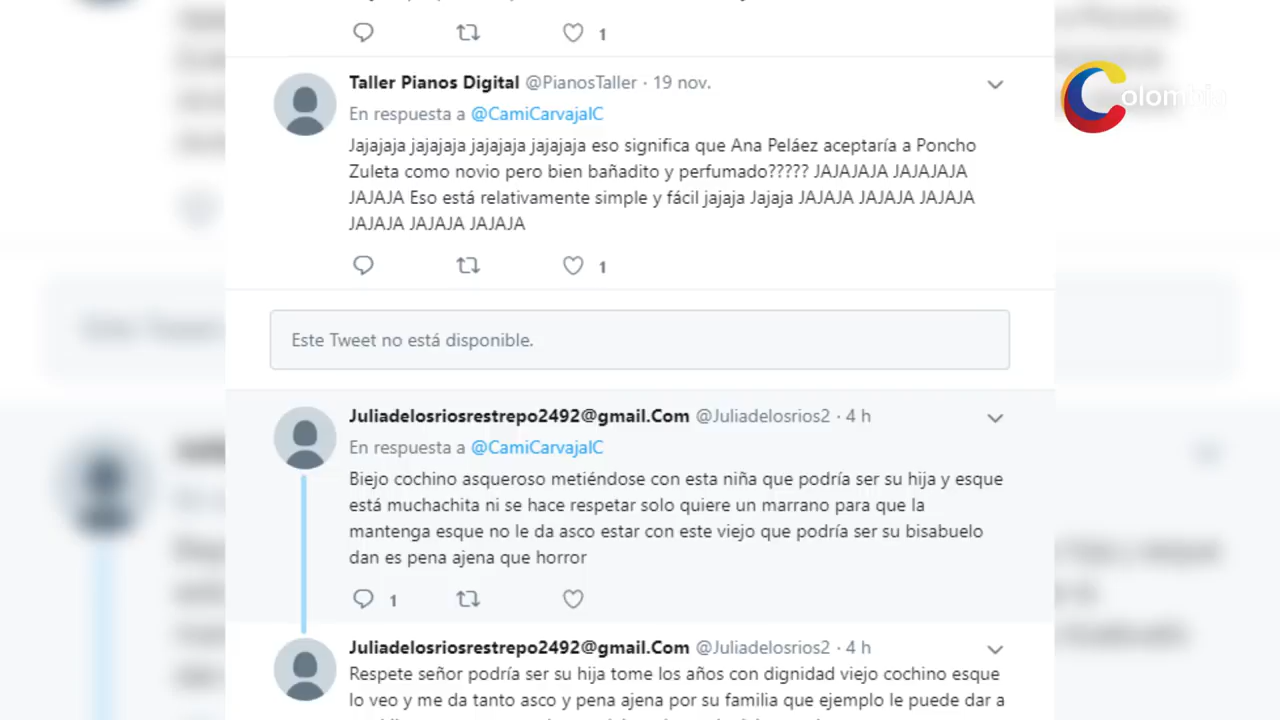 1
Taller Pianos Digital @PianosTaller · 19 nov.
En respuesta a @CamiCarvajalC
Jajajaja jajajaja jajajaja jajajaja eso significa que Ana Peláez aceptaría a Poncho
Zuleta como novio pero bien bañadito y perfumado????? JAJAJAJA JAJAJAJA
JAJAJA Eso está relativamente simple y fácil jajaja Jajaja JAJAJA JAJAJA JAJAJA
JAJAJA JAJAJA JAJAJA
1
Este Tweet no está disponible.
Juliadelosriosrestrepo2492@gmail.Com @Juliadelosrios2 · 4 h
En respuesta a @CamiCarvajalC
Biejo cochino asqueroso metiéndose con esta niña que podría ser su hija y esque
está muchachita ni se hace respetar solo quiere un marrano para que la
mantenga esque no le da asco estar con este viejo que podría ser su bisabuelo
dan es pena ajena que horror
1
Juliadelosriosrestrepo2492@gmail.Com @Juliadelosrios2 · 4 h
Respete señor podría ser su hija tome los años con dignidad viejo cochino esque
lo veo y me da tanto asco y pena ajena por su familia que ejemplo le puede dar a
Colombia